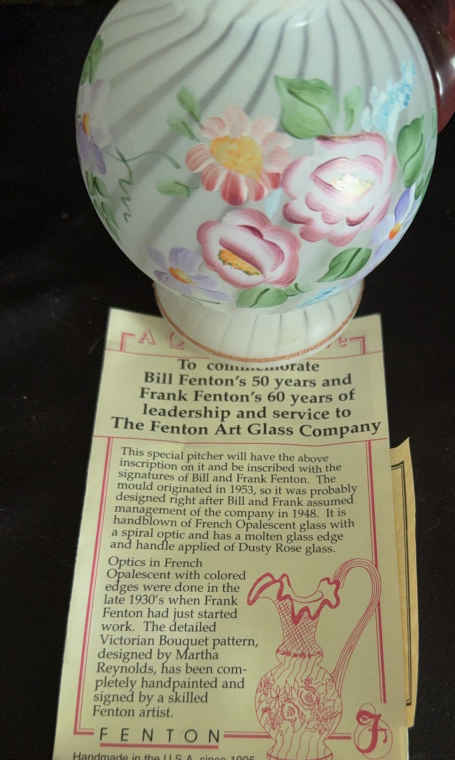 To commemorate
Bill Fenton's 50 years and
Frank Fenton's 60 years of
leadership and service to
The Fenton Art Glass Company
This special pitcher will have the above
inscription on it and be inscribed with the
signatures of Bill and Frank Fenton. The
mould originated in 1953, so it was probably
designed right after Bill and Frank assumed
management of the company in 1948. It is
handblown of French Opalescent glass with
a spiral optic and has a molten glass edge
and handle applied of Dusty Rose glass.
Optics in French
Opalescent with colored
edges were done in the
late 1930's when Frank
Fenton had just started
work. The detailed
Victorian Bouquet pattern,
designed by Martha
Reynolds, has been com-
pletely handpainted and
signed by a skilled
Fenton artist.
FENTON
F
Handmade in the U.S.A. since 1905